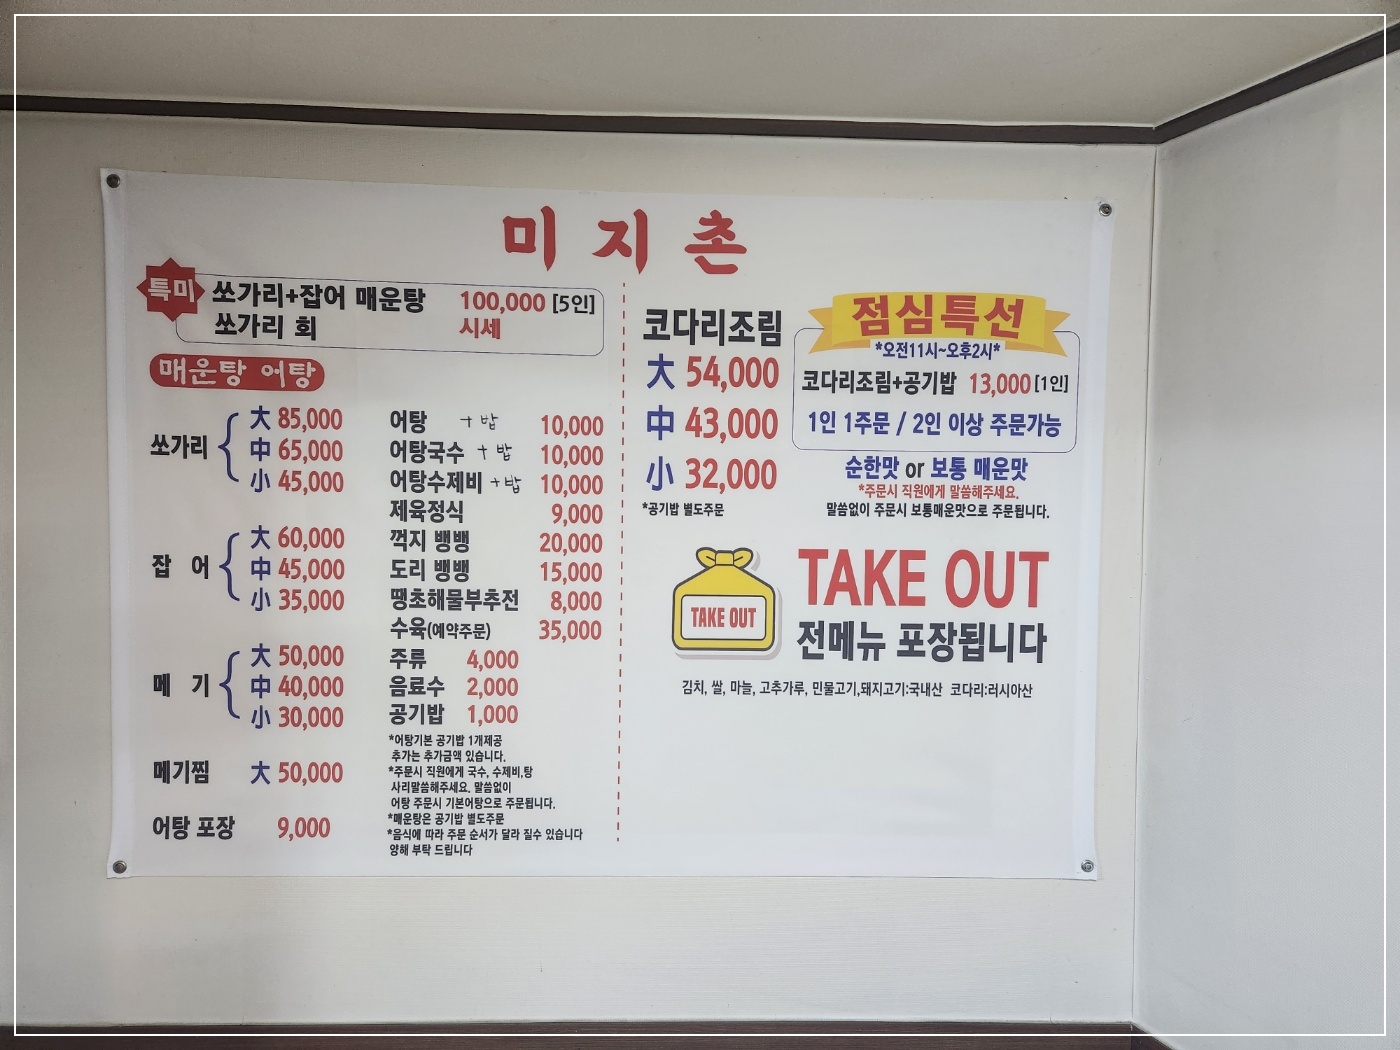 미지촌
특미
쏘가리+잡어 매운탕 100,000 [5인]
쏘가리 회 시세
매운탕 어탕
쏘가리
大 85,000
中 65,000
小 45,000
잡 어
大 60,000
中 45,000
小 35,000
메 기
大 50,000
中 40,000
小 30,000
메기찜 大 50,000
어탕 포장 9,000
어탕 +밥 10,000
어탕국수 +밥 10,000
어탕수제비 +밥 10,000
제육정식 9,000
꺽지 뱅뱅 20,000
도리 뱅뱅 15,000
땡초해물부추전 8,000
수육(예약주문) 35,000
주류 4,000
음료수 2,000
공기밥 1,000
*어탕기본 공기밥 1개제공
추가는 추가금액 있습니다.
*주문시 직원에게 국수, 수제비,탕
사리말씀해주세요. 말씀없이
어탕 주문시 기본어탕으로 주문됩니다.
*매운탕은 공기밥 별도주문
*음식에 따라 주문 순서가 달라 질수 있습니다
양해 부탁 드립니다
코다리조림
大 54,000
中 43,000
小 32,000
*공기밥 별도주문
점심특선
*오전11시~오후2시*
코다리조림+공기밥 13,000 [1인]
1인 1주문 / 2인 이상 주문가능
순한맛 or 보통 매운맛
*주문시 직원에게 말씀해주세요.
말씀없이 주문시 보통매운맛으로 주문됩니다.
TAKE OUT
TAKE OUT
전메뉴 포장됩니다
김치, 쌀, 마늘, 고추가루, 민물고기,돼지고기:국내산 코다리:러시아산